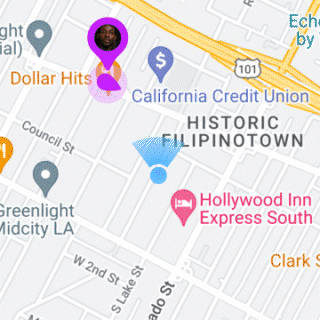 ight
ial)
Dollar Hits
$
California Credit Union
101
Echo
by
HISTORIC
FILIPINOTOWN
Council St
Greenlight
Midcity LA
Hollywood Inn
Express South
Clark S
W 2nd St
S Lake St
ado St